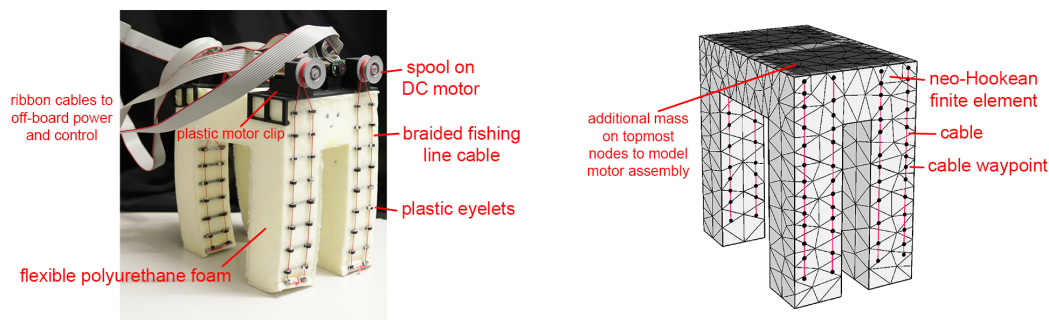 ribbon cables to
off-board power
and control
plastic motor clip
spool on
DC motor
braided fishing
line cable
plastic eyelets
flexible polyurethane foam
additional mass
on topmost
nodes to model
motor assembly
neo-Hookean
finite element
cable
cable waypoint